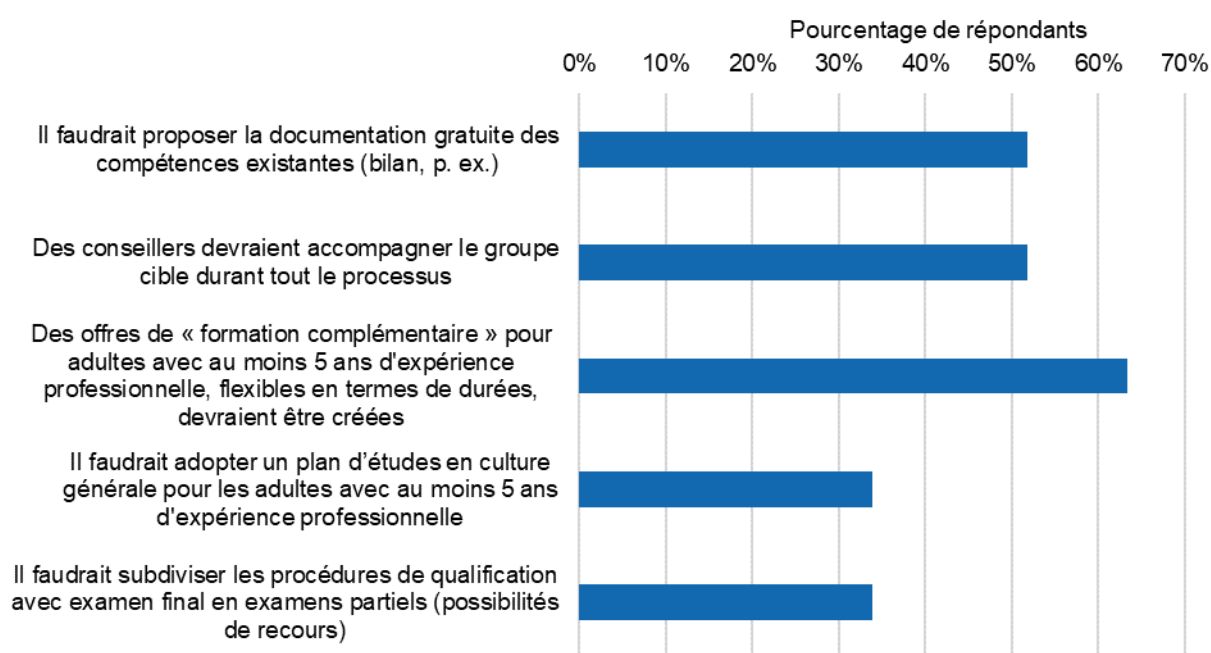 Pourcentage de répondants
0% 10% 20% 30% 40% 50% 60% 70%
Il faudrait proposer la documentation gratuite des
compétences existantes (bilan, p. ex.)
Des conseillers devraient accompagner le groupe
cible durant tout le processus
Des offres de « formation complémentaire » pour
adultes avec au moins 5 ans d'expérience
professionnelle, flexibles en termes de durées,
devraient être créées
Il faudrait adopter un plan d’études en culture
générale pour les adultes avec au moins 5 ans
d'expérience professionnelle
Il faudrait subdiviser les procédures de qualification
avec examen final en examens partiels (possibilités
de recours)